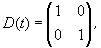 D(t) = ( 1 0
0 1 ),